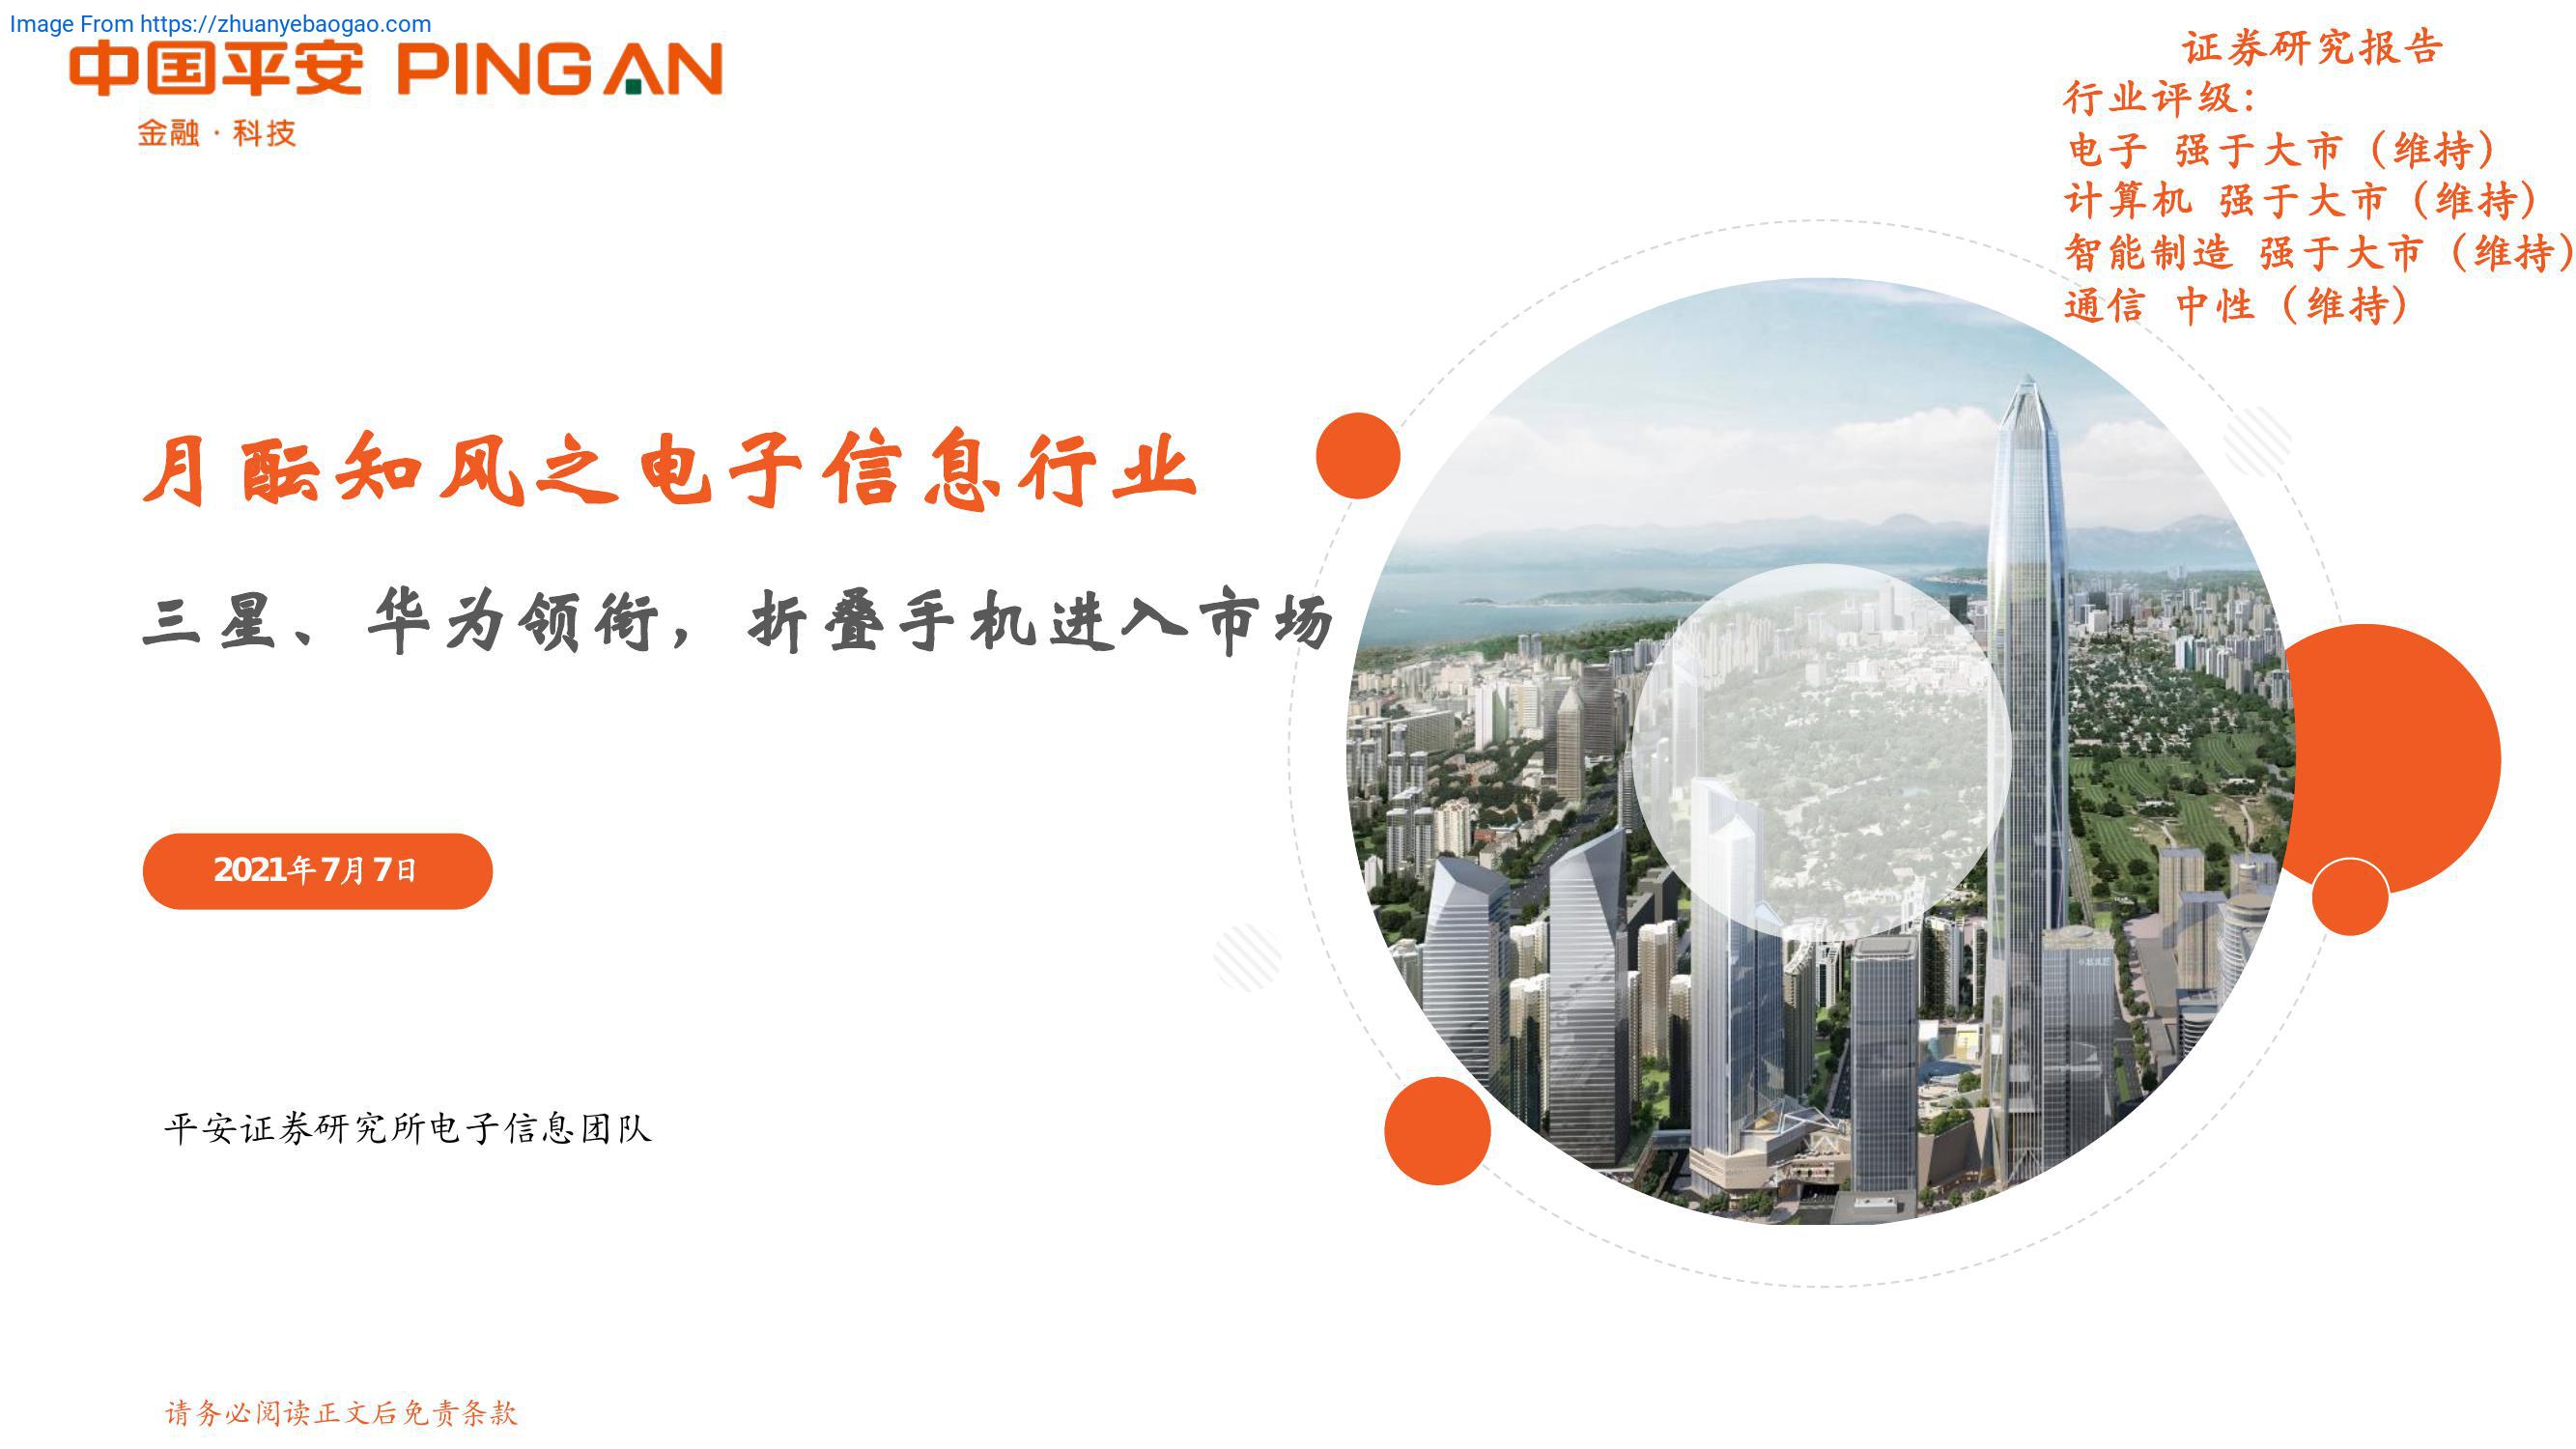 Image From https://zhuanyebaogao.com
中国平安 PINGAN
金融·科技
证券研究报告
行业评级：
电子 强于大市（维持）
计算机 强于大市（维持）
智能制造 强于大市（维持）
通信 中性（维持）
月酝知风之电子信息行业
三星、华为领衔，折叠手机进入市场
2021年7月7日
平安证券研究所电子信息团队
请务必阅读正文后免责条款